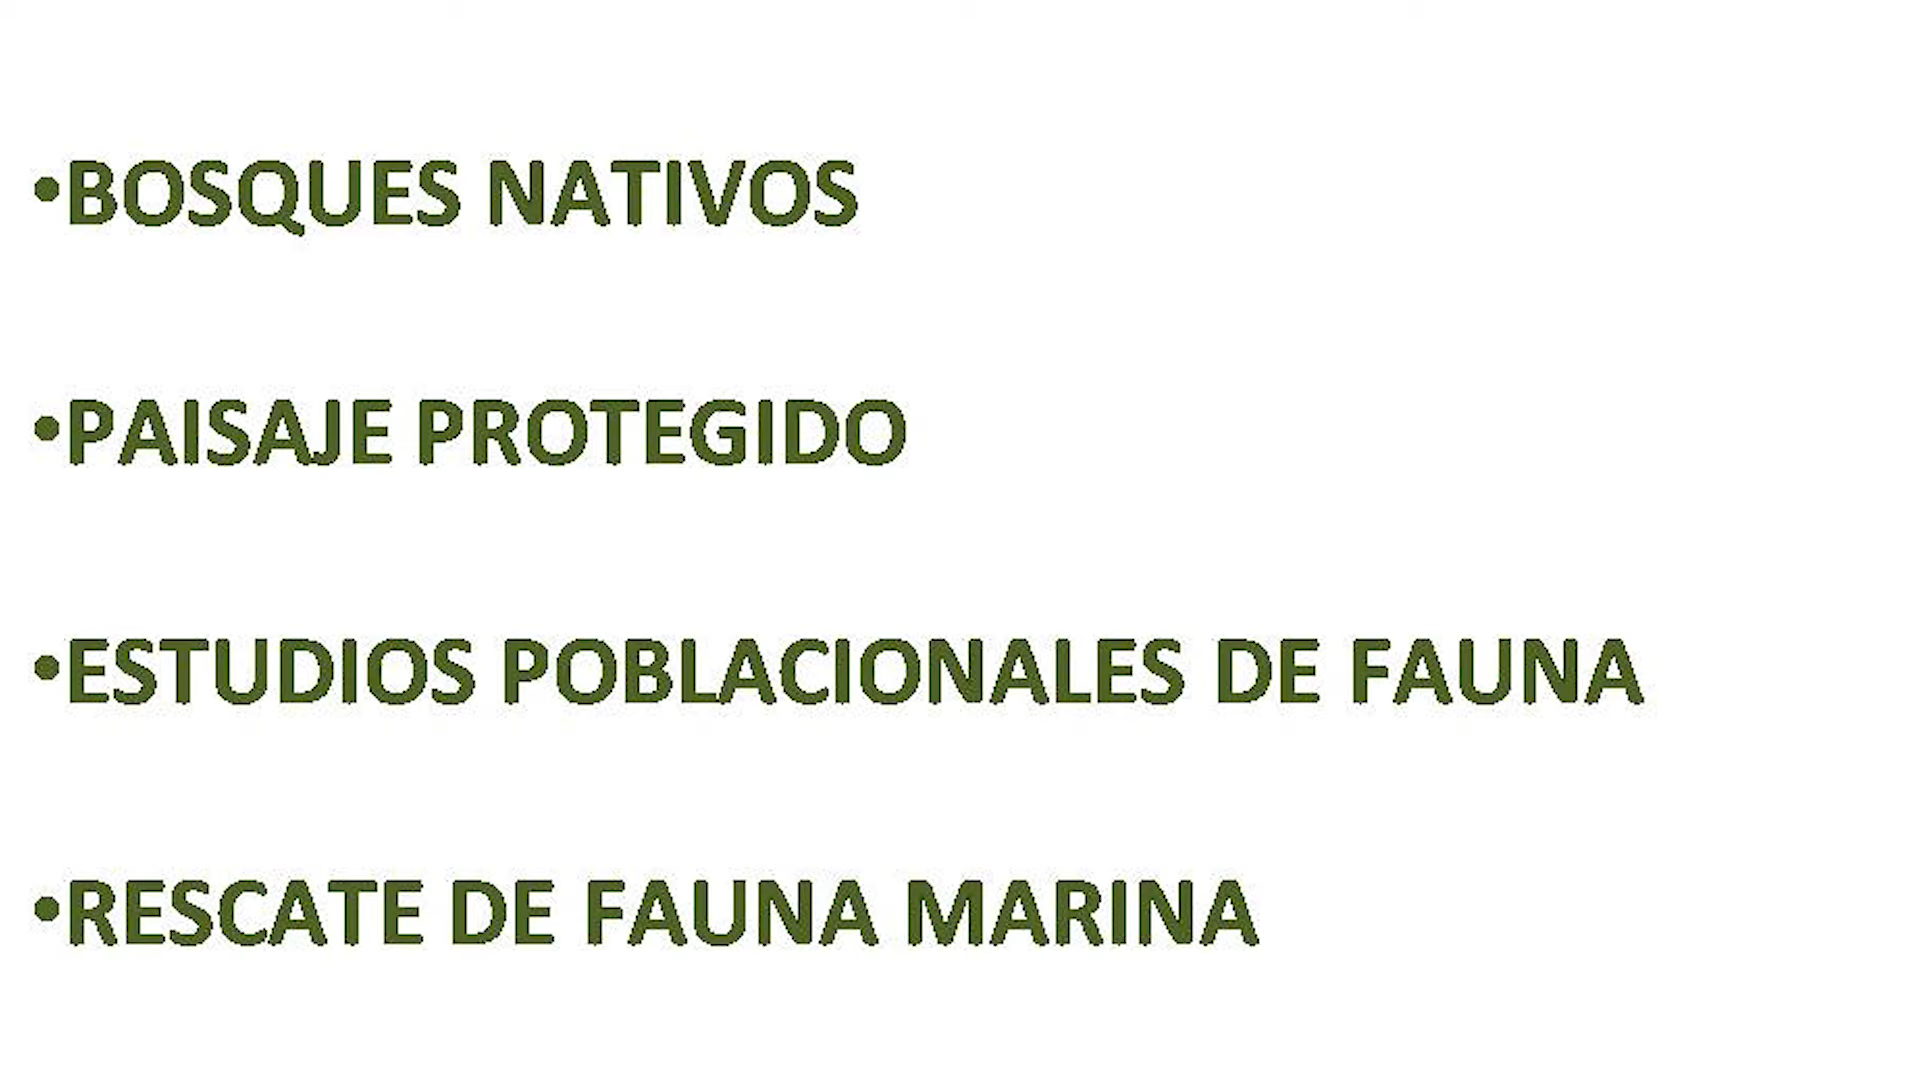 •BOSQUES NATIVOS
•PAISAJE PROTEGIDO
•ESTUDIOS POBLACIONALES DE FAUNA
•RESCATE DE FAUNA MARINA